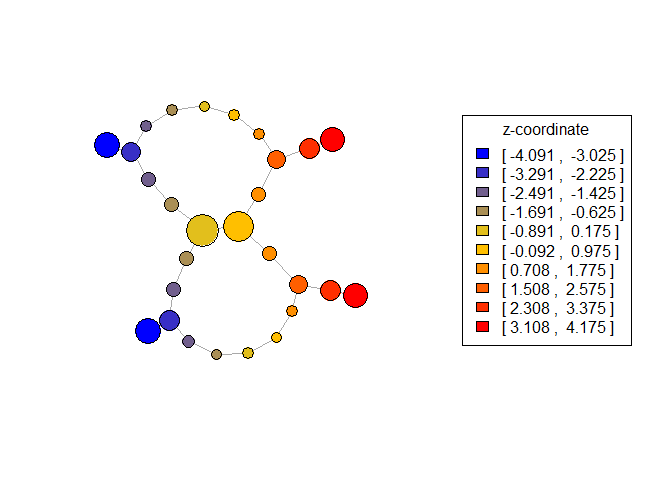 z-coordinate
[ -4.091 , -3.025 ]
[ -3.291 , -2.225 ]
[ -2.491 , -1.425 ]
[ -1.691 , -0.625 ]
[ -0.891 , 0.175 ]
[ -0.092 , 0.975 ]
[ 0.708 , 1.775 ]
[ 1.508 , 2.575 ]
[ 2.308 , 3.375 ]
[ 3.108 , 4.175 ]